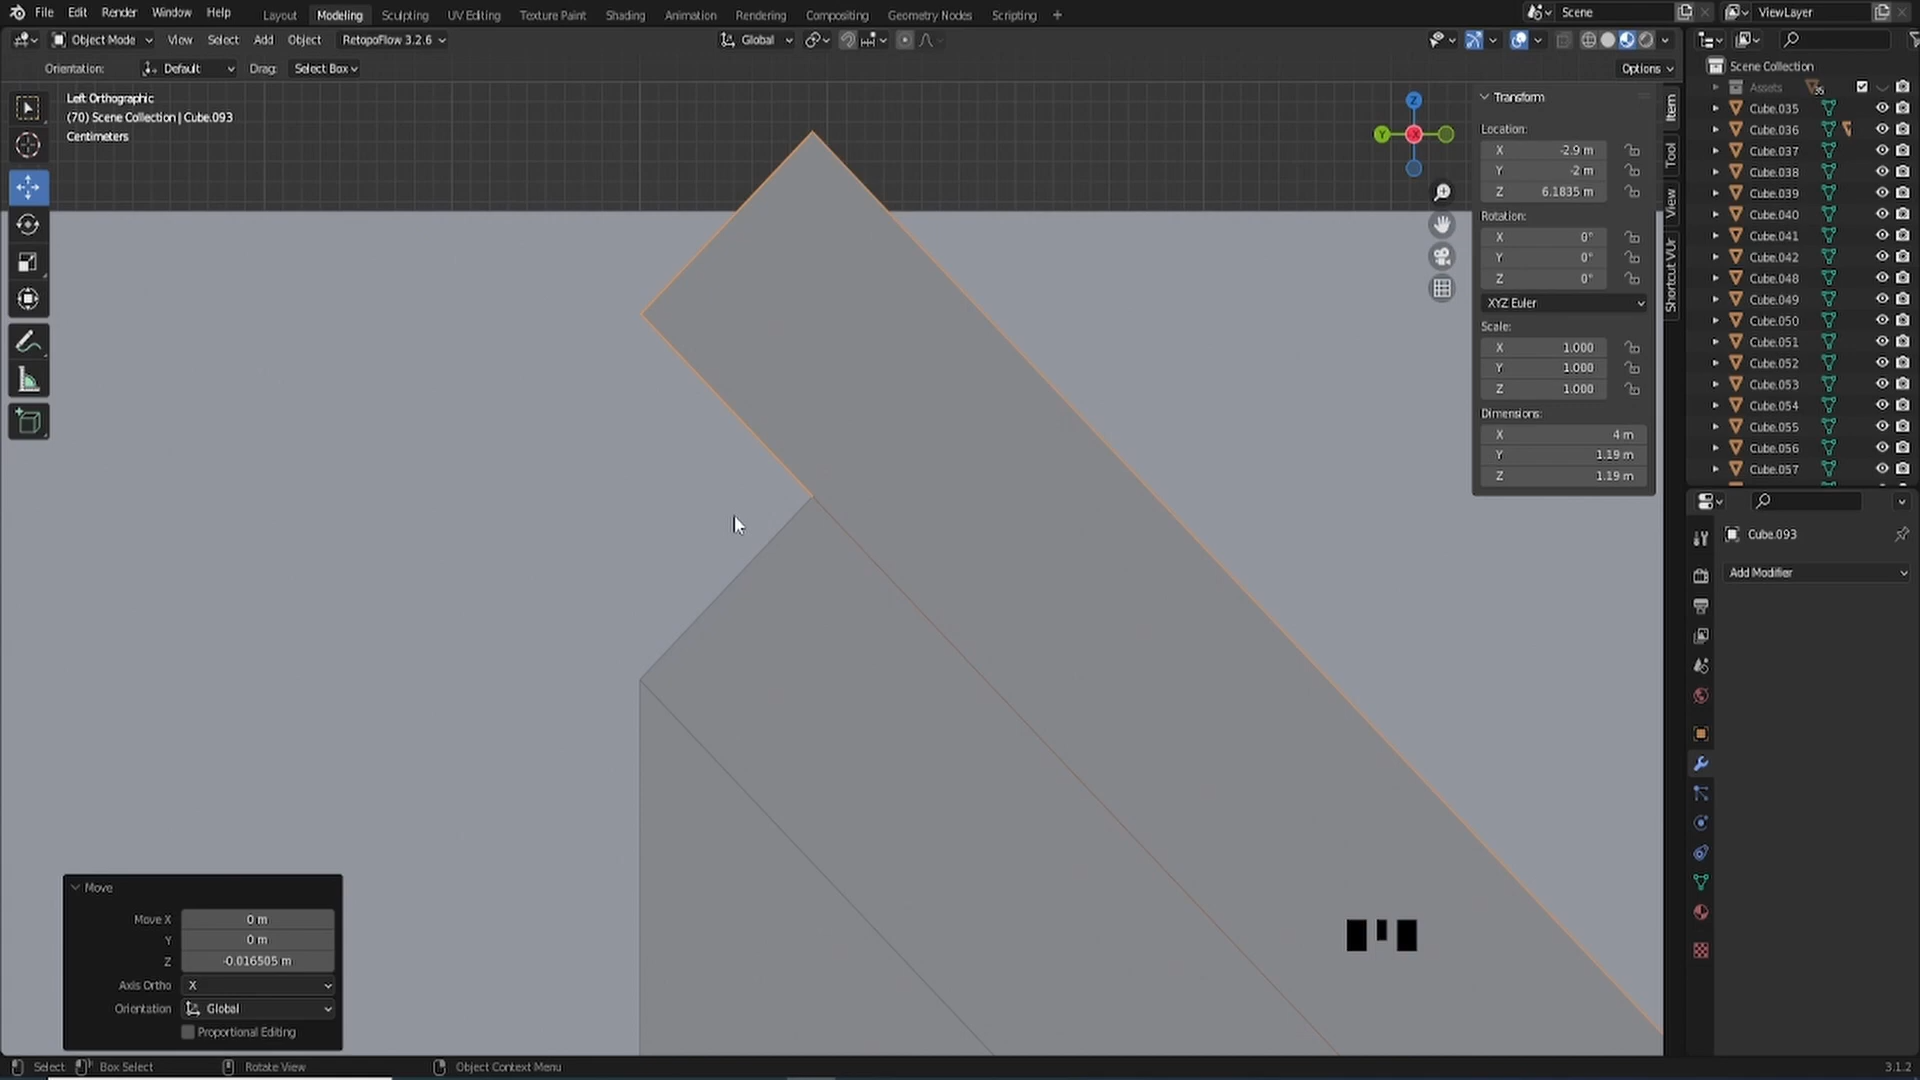 File Edit Render Window Help Layout Modeling Sculpting UV Editing Texture Paint Shading Animation Rendering Compositing Geometry Nodes Scripting + Scene ViewLayer
Object Mode View Select Add Object RetopoFlow 3.2.6 Global
Orientation: Default Drag: Select Box Options
Left Orthographic
(70) Scene Collection | Cube.093
Centimeters
Z
Y
X
Transform
Location:
X -2.9 m
Y -2 m
Z 6.1835 m
Rotation:
X 0°
Y 0°
Z 0°
XYZ Euler
Scale:
X 1.000
Y 1.000
Z 1.000
Dimensions:
X 4 m
Y 1.19 m
Z 1.19 m
Item
Tool
View
Shortcut VUr
Scene Collection
Assets 35
Cube.035
Cube.036
Cube.037
Cube.038
Cube.039
Cube.040
Cube.041
Cube.042
Cube.048
Cube.049
Cube.050
Cube.051
Cube.052
Cube.053
Cube.054
Cube.055
Cube.056
Cube.057
Cube.093
Add Modifier
Move
Move X 0 m
Y 0 m
Z -0.016505 m
Axis Ortho X
Orientation Global
Proportional Editing
Select Box Select Rotate View Object Context Menu 3.1.2